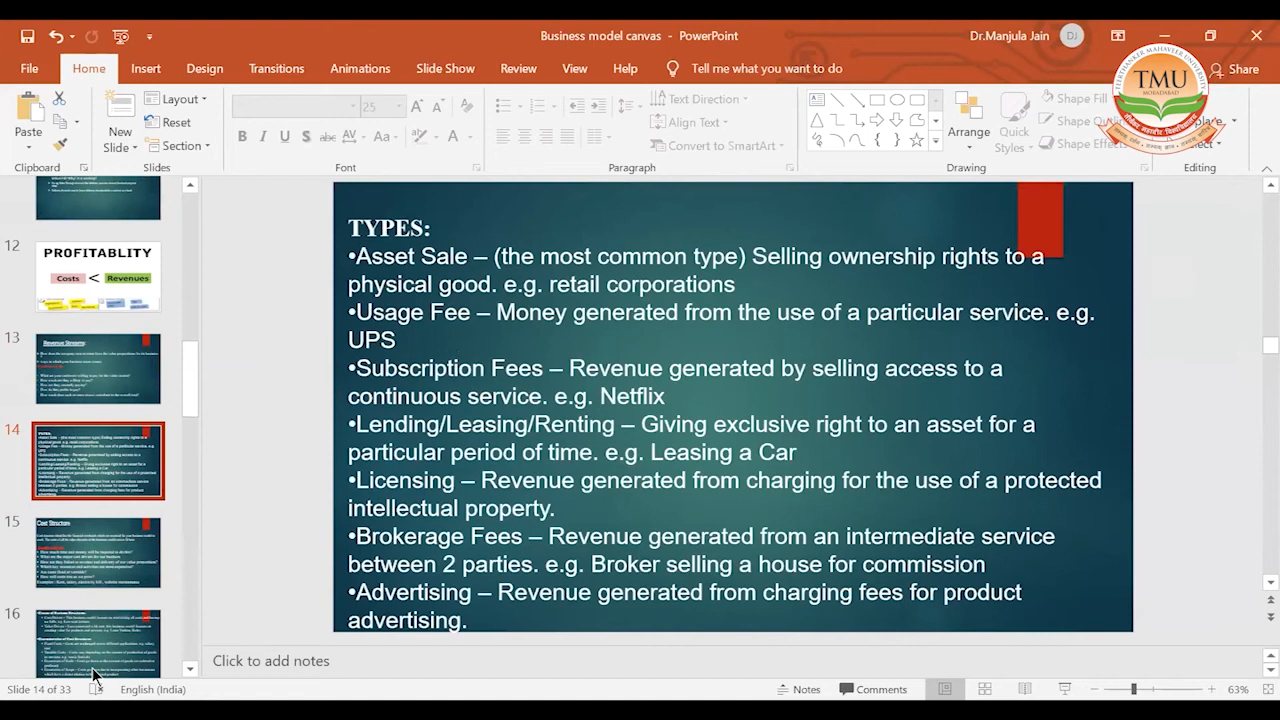 Business model canvas - PowerPoint
Dr.Manjula Jain
DJ
File
Home
Insert
Design
Transitions
Animations
Slide Show
Review
View
Help
Tell me what you want to do
Share
TMU
MORADABAD
Paste
Clipboard
New
Slide
Layout
Reset
Section
Slides
25
Font
Text Direction
Align Text
Convert to SmartArt
Paragraph
Arrange
Quick
Styles
Shape Fill
Drawing
Editing
12
PROFITABLITY
Costs < Revenues
13
Revenue Streams:
14
15
Cost Structure
16
TYPES:
•Asset Sale – (the most common type) Selling ownership rights to a
physical good. e.g. retail corporations
•Usage Fee – Money generated from the use of a particular service. e.g.
UPS
•Subscription Fees – Revenue generated by selling access to a
continuous service. e.g. Netflix
•Lending/Leasing/Renting – Giving exclusive right to an asset for a
particular period of time. e.g. Leasing a Car
•Licensing – Revenue generated from charging for the use of a protected
intellectual property.
•Brokerage Fees – Revenue generated from an intermediate service
between 2 parties. e.g. Broker selling a house for commission
•Advertising – Revenue generated from charging fees for product
advertising.
Click to add notes
Slide 14 of 33
English (India)
Notes
Comments
63%